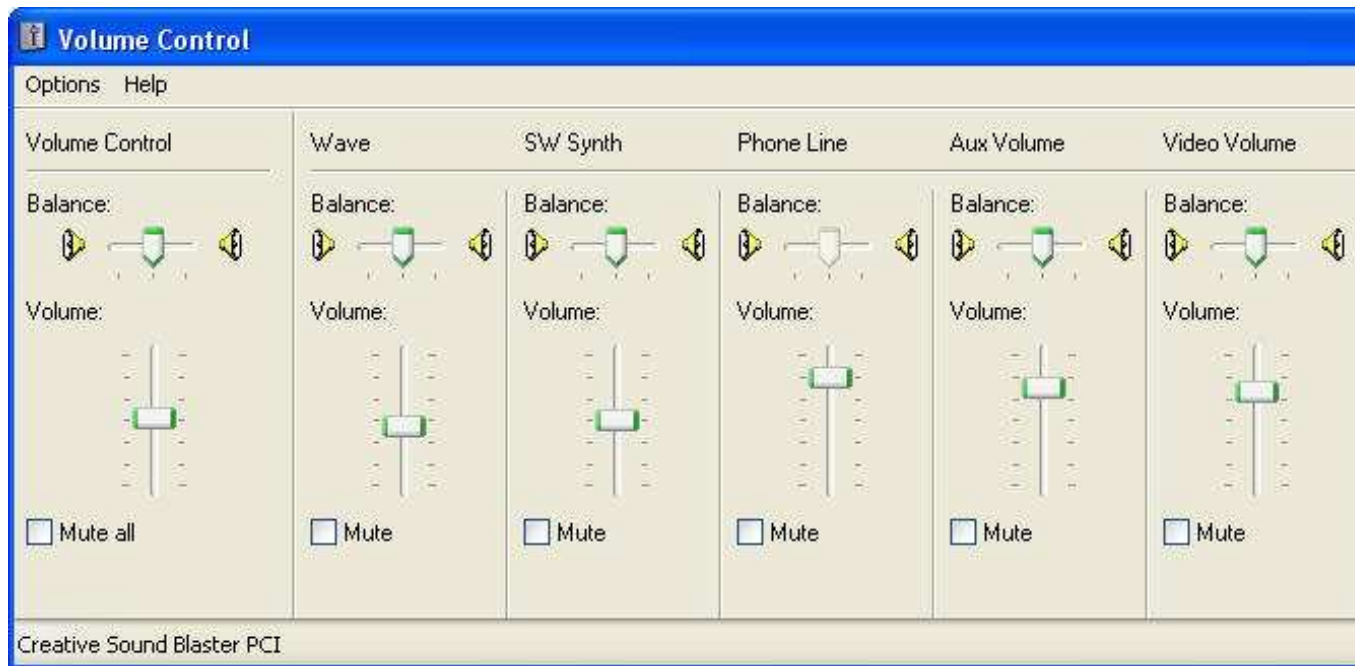 Volume Control
Options Help
Volume Control Wave SW Synth Phone Line Aux Volume Video Volume
Balance: Balance: Balance: Balance: Balance: Balance:
Volume: Volume: Volume: Volume: Volume: Volume:
Mute all Mute Mute Mute Mute Mute
Creative Sound Blaster PCI